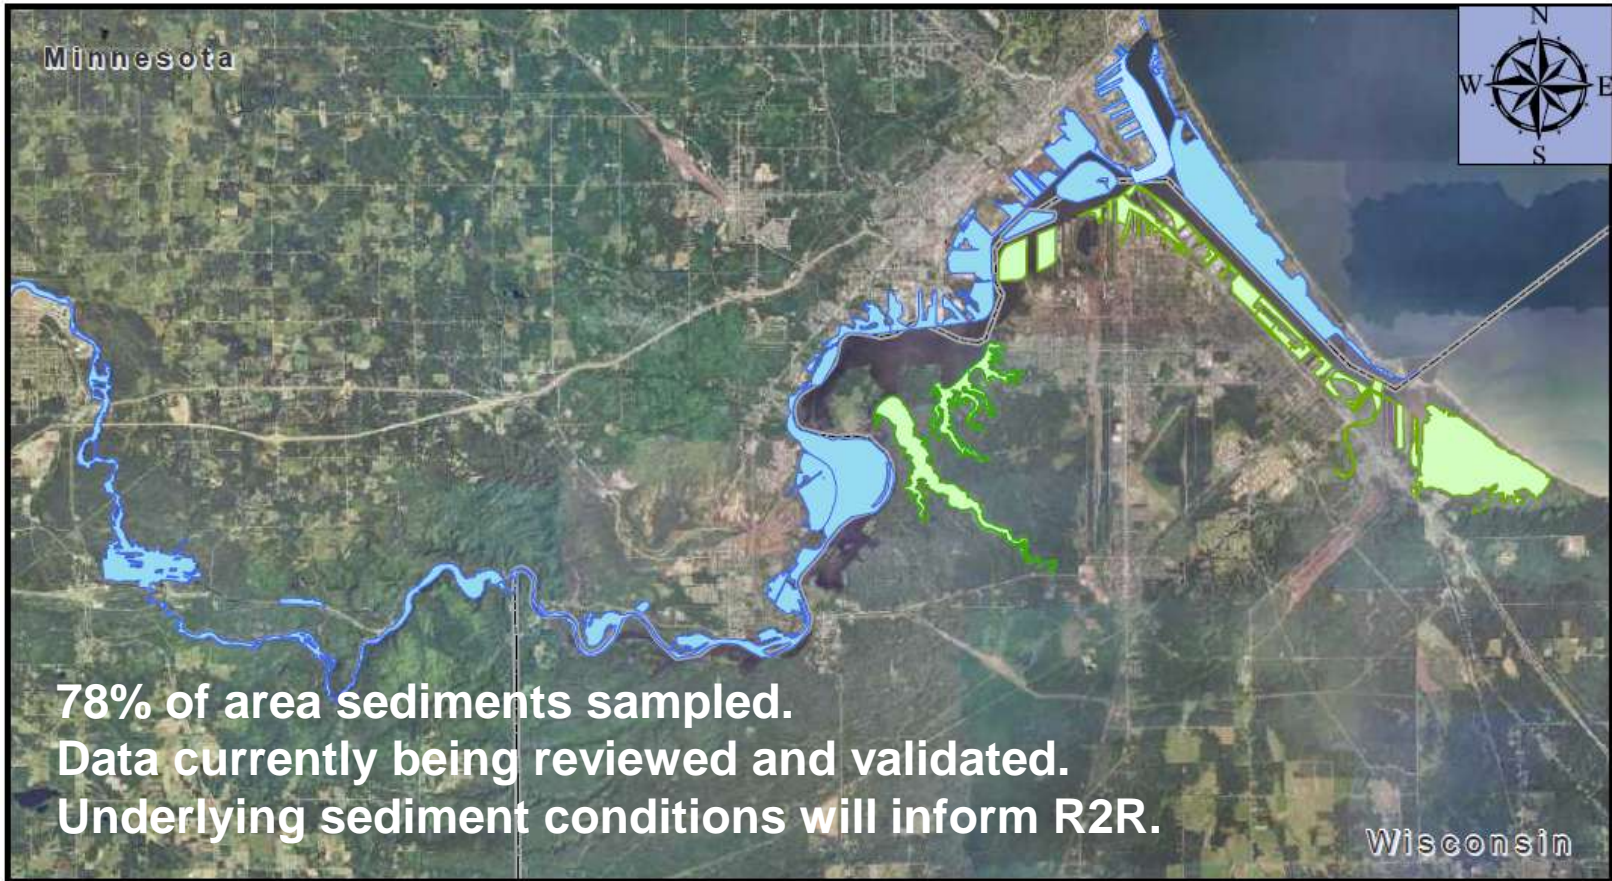 Minnesota
N
W E
S
78% of area sediments sampled.
Data currently being reviewed and validated.
Underlying sediment conditions will inform R2R.
Wisconsin